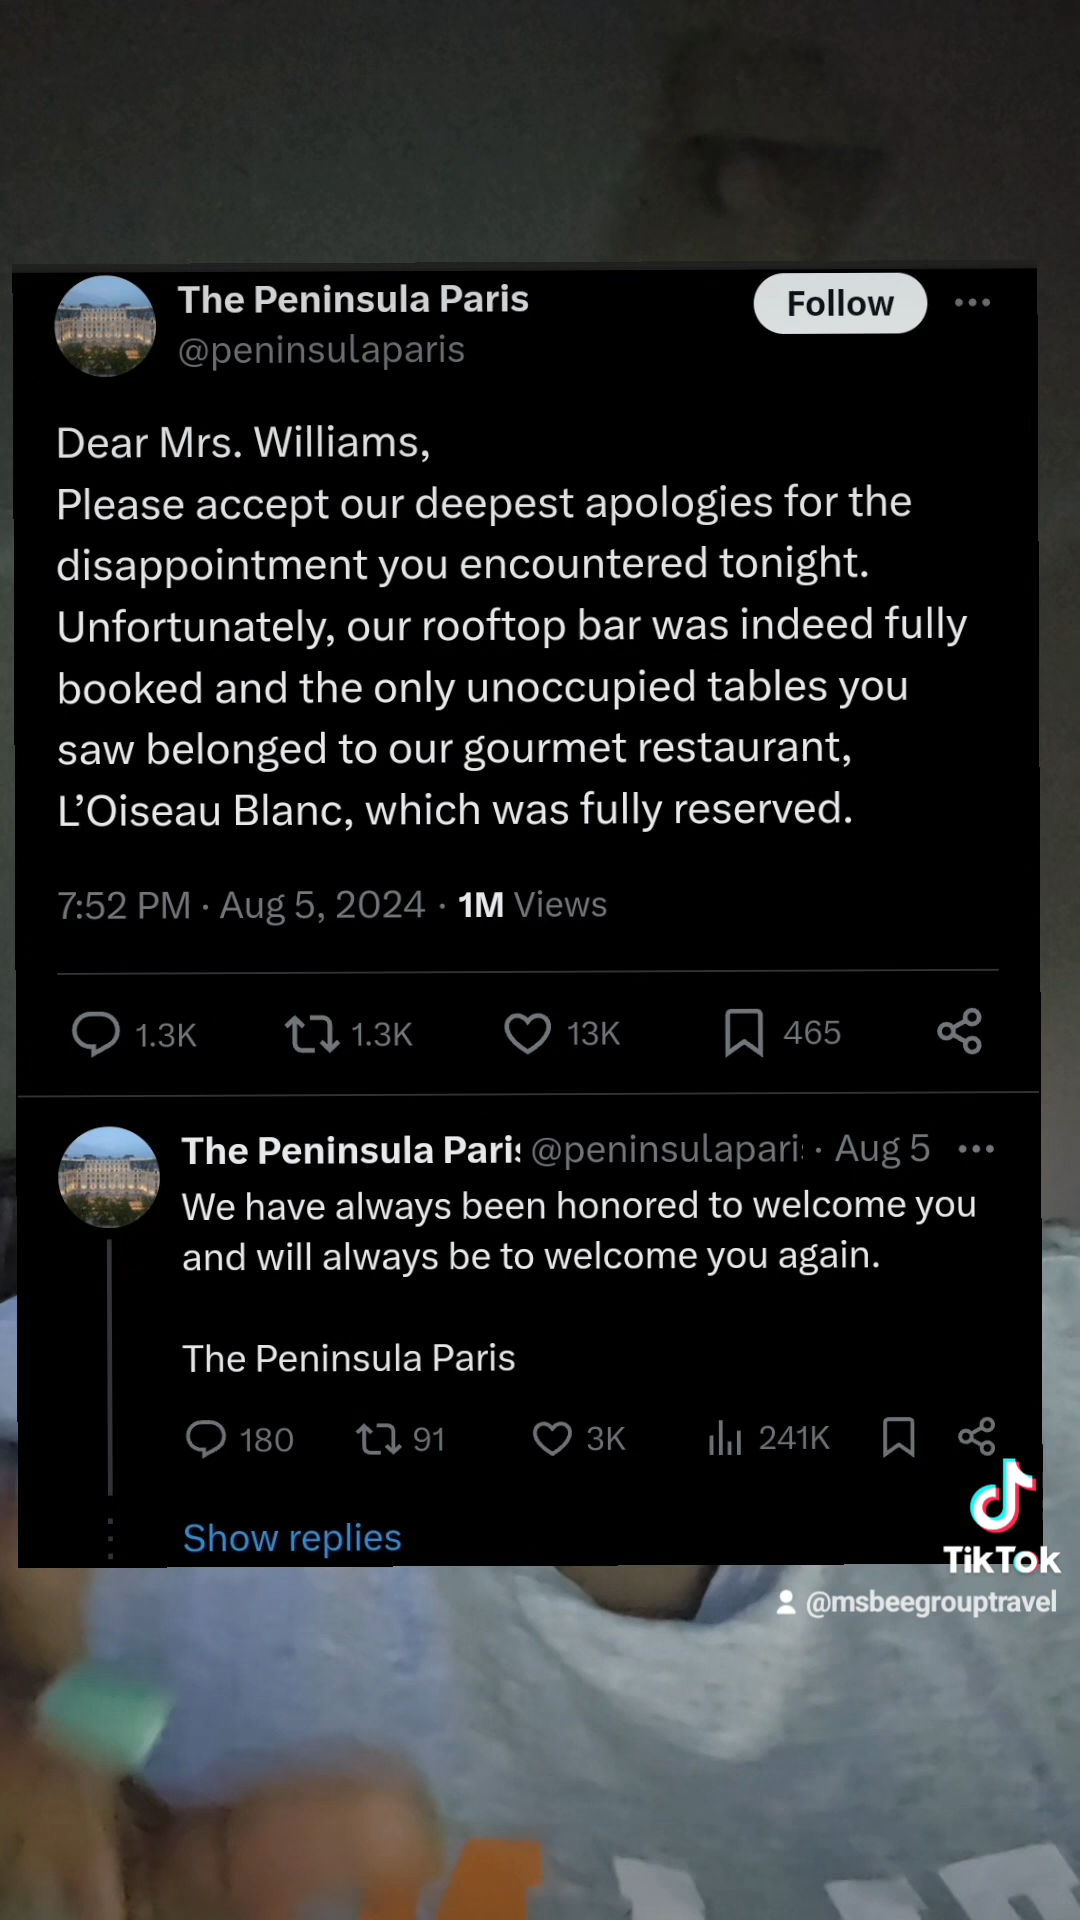 The Peninsula Paris
Follow
@peninsulaparis
Dear Mrs. Williams,
Please accept our deepest apologies for the
disappointment you encountered tonight.
Unfortunately, our rooftop bar was indeed fully
booked and the only unoccupied tables you
saw belonged to our gourmet restaurant,
L’Oiseau Blanc, which was fully reserved.
7:52 PM · Aug 5, 2024 · 1M Views
1.3K 1.3K 13K 465
The Peninsula Paris @peninsulapari · Aug 5
We have always been honored to welcome you
and will always be to welcome you again.
The Peninsula Paris
180 91 3K 241K
Show replies
TikTok
@msbeegrouptravel